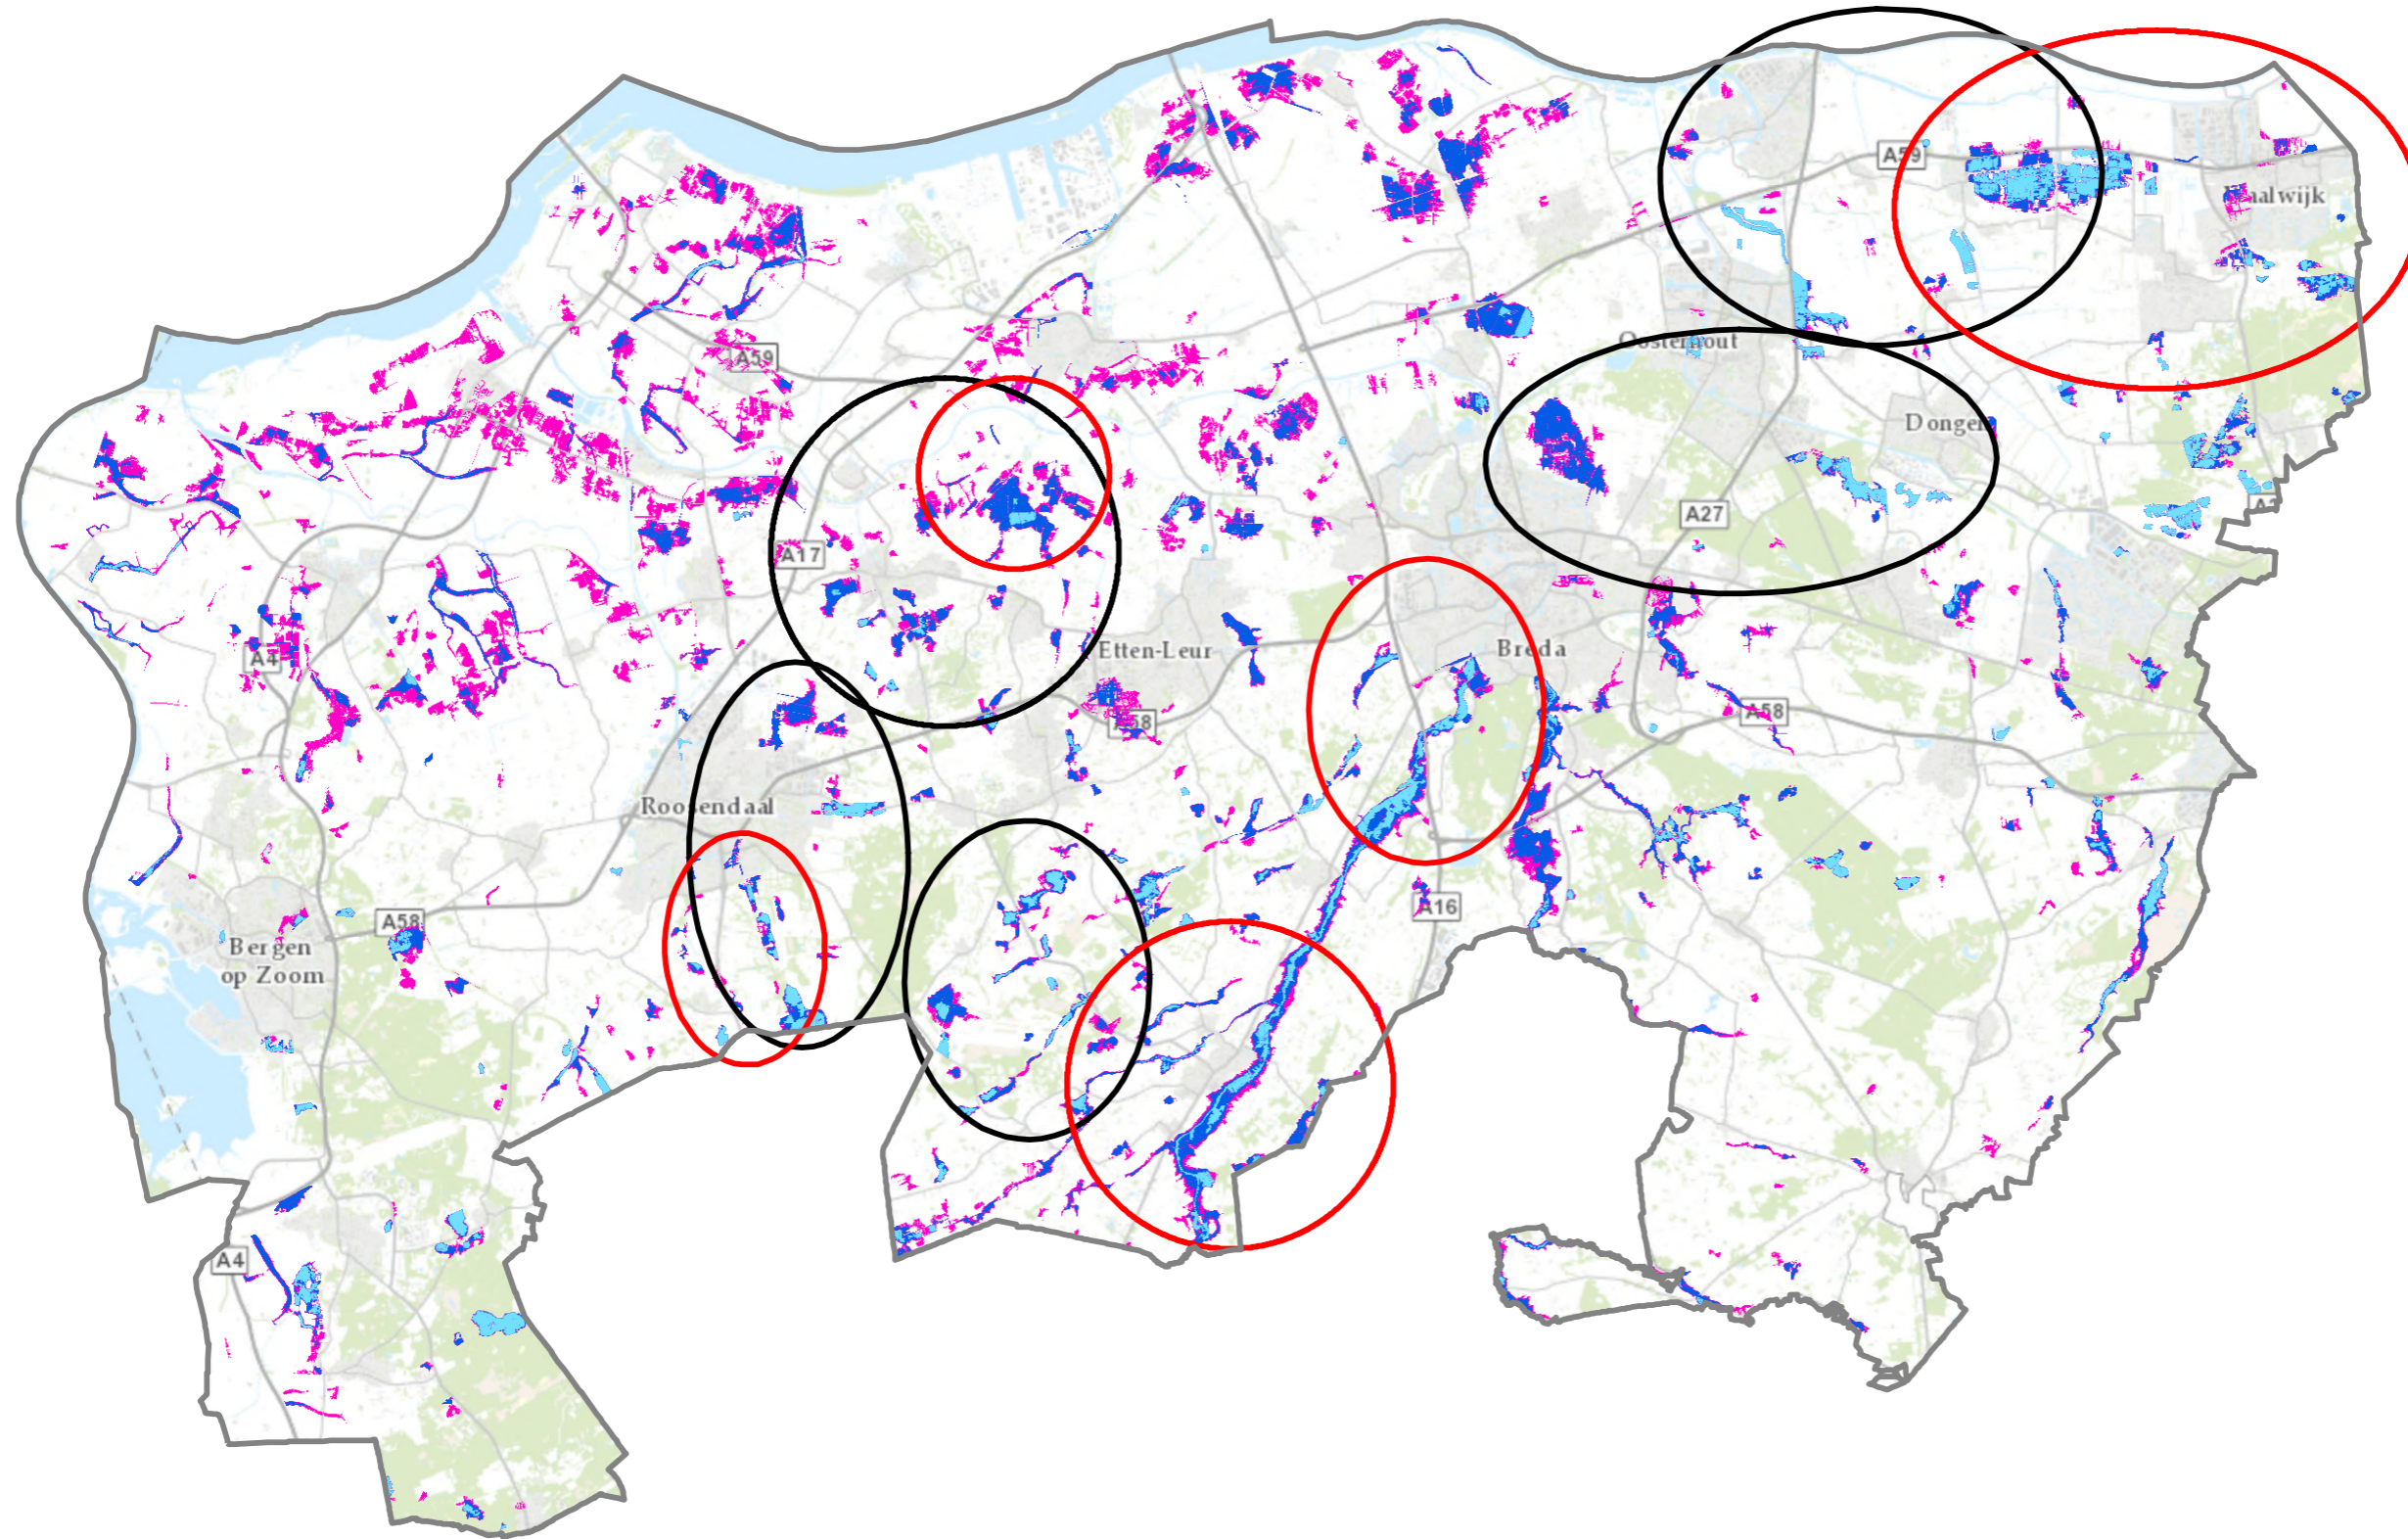 A59
Waalwijk
Oosterhout
A59
Dongen
A27
A17
Etten-Leur
Breda
A4
A58
A58
Roosendaal
A58
A16
Bergen
op Zoom
A4